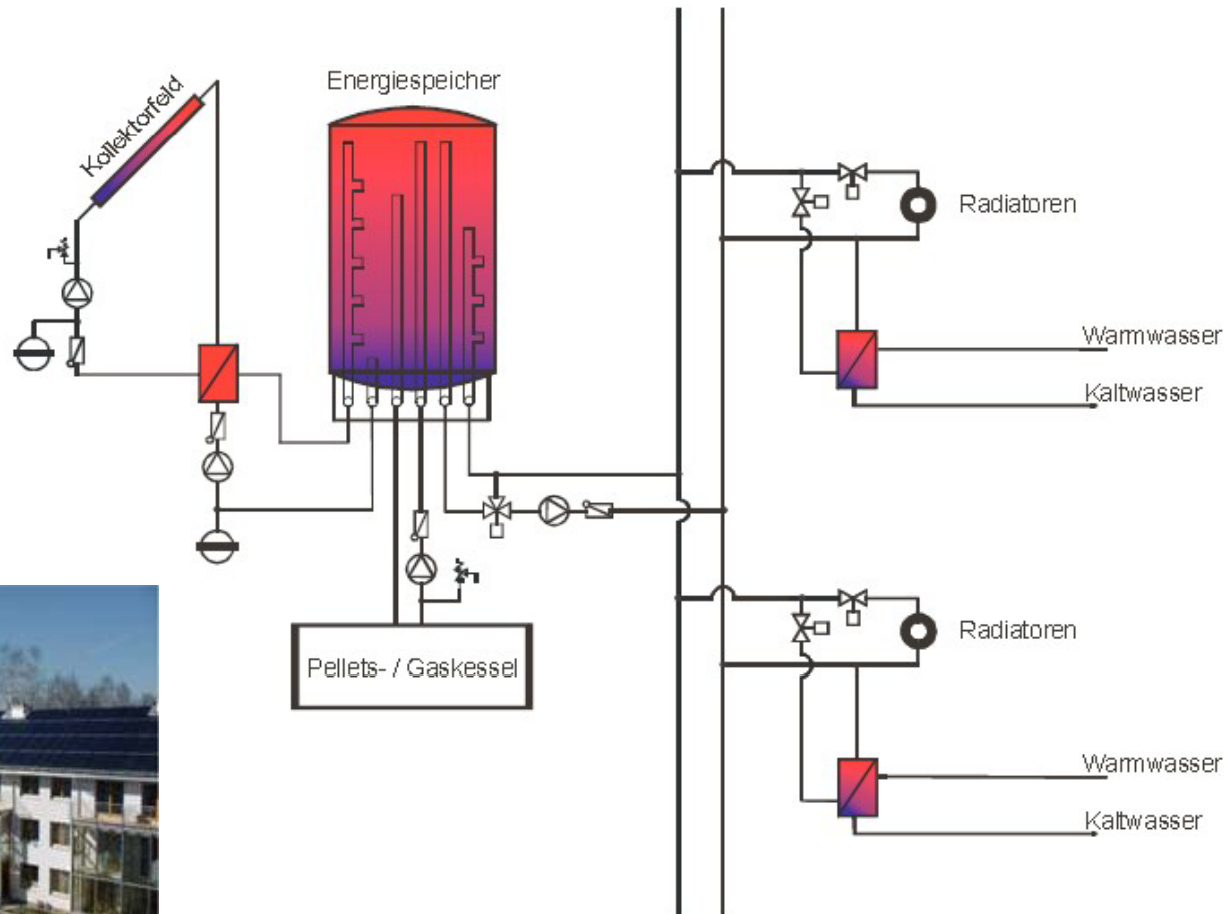 Energiespeicher
Kollektorfeld
Radiatoren
Warmwasser
Kaltwasser
Radiatoren
Pellets- / Gaskessel
Warmwasser
Kaltwasser